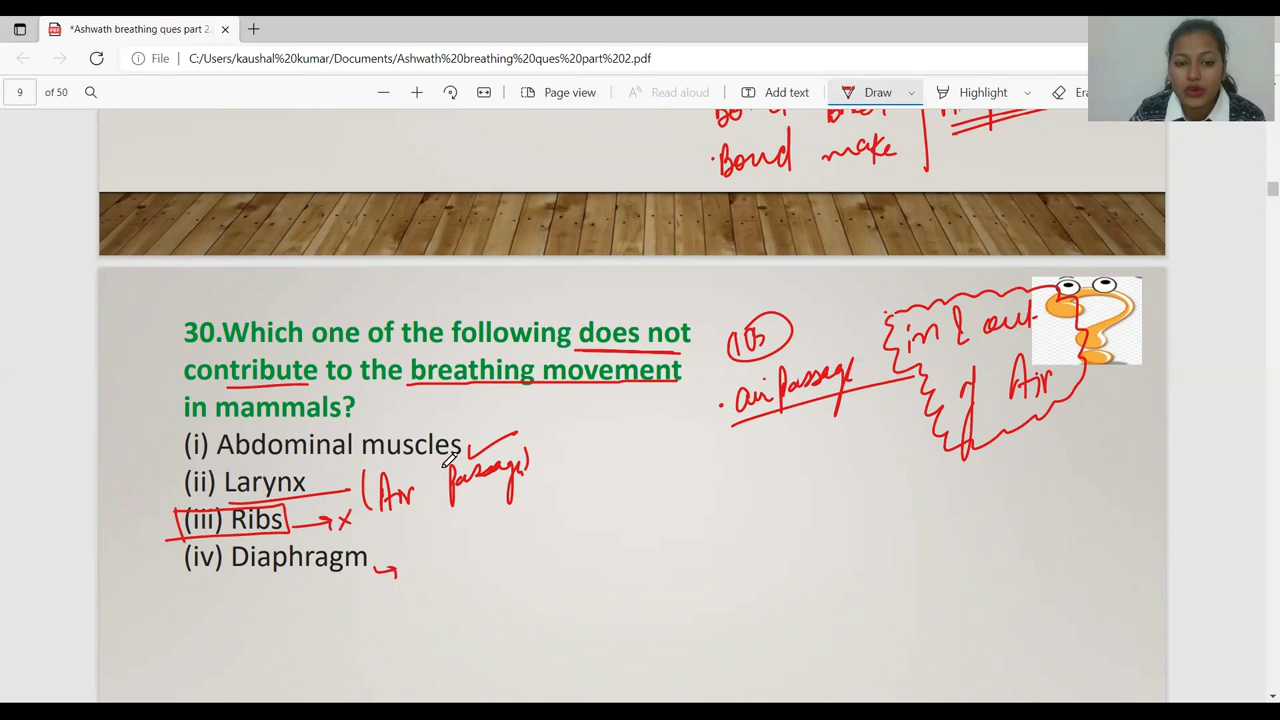 *Ashwath breathing ques part 2.
File C:/Users/kaushal%20kumar/Documents/Ashwath%20breathing%20ques%20part%202.pdf
9 of 50 Page view Read aloud Add text Draw Highlight
Bond make
30.Which one of the following does not
contribute to the breathing movement
in mammals?
(i) Abdominal muscles
(ii) Larynx (Air passage)
(iii) Ribs → x
(iv) Diaphragm
in & out
of Air
. air passage